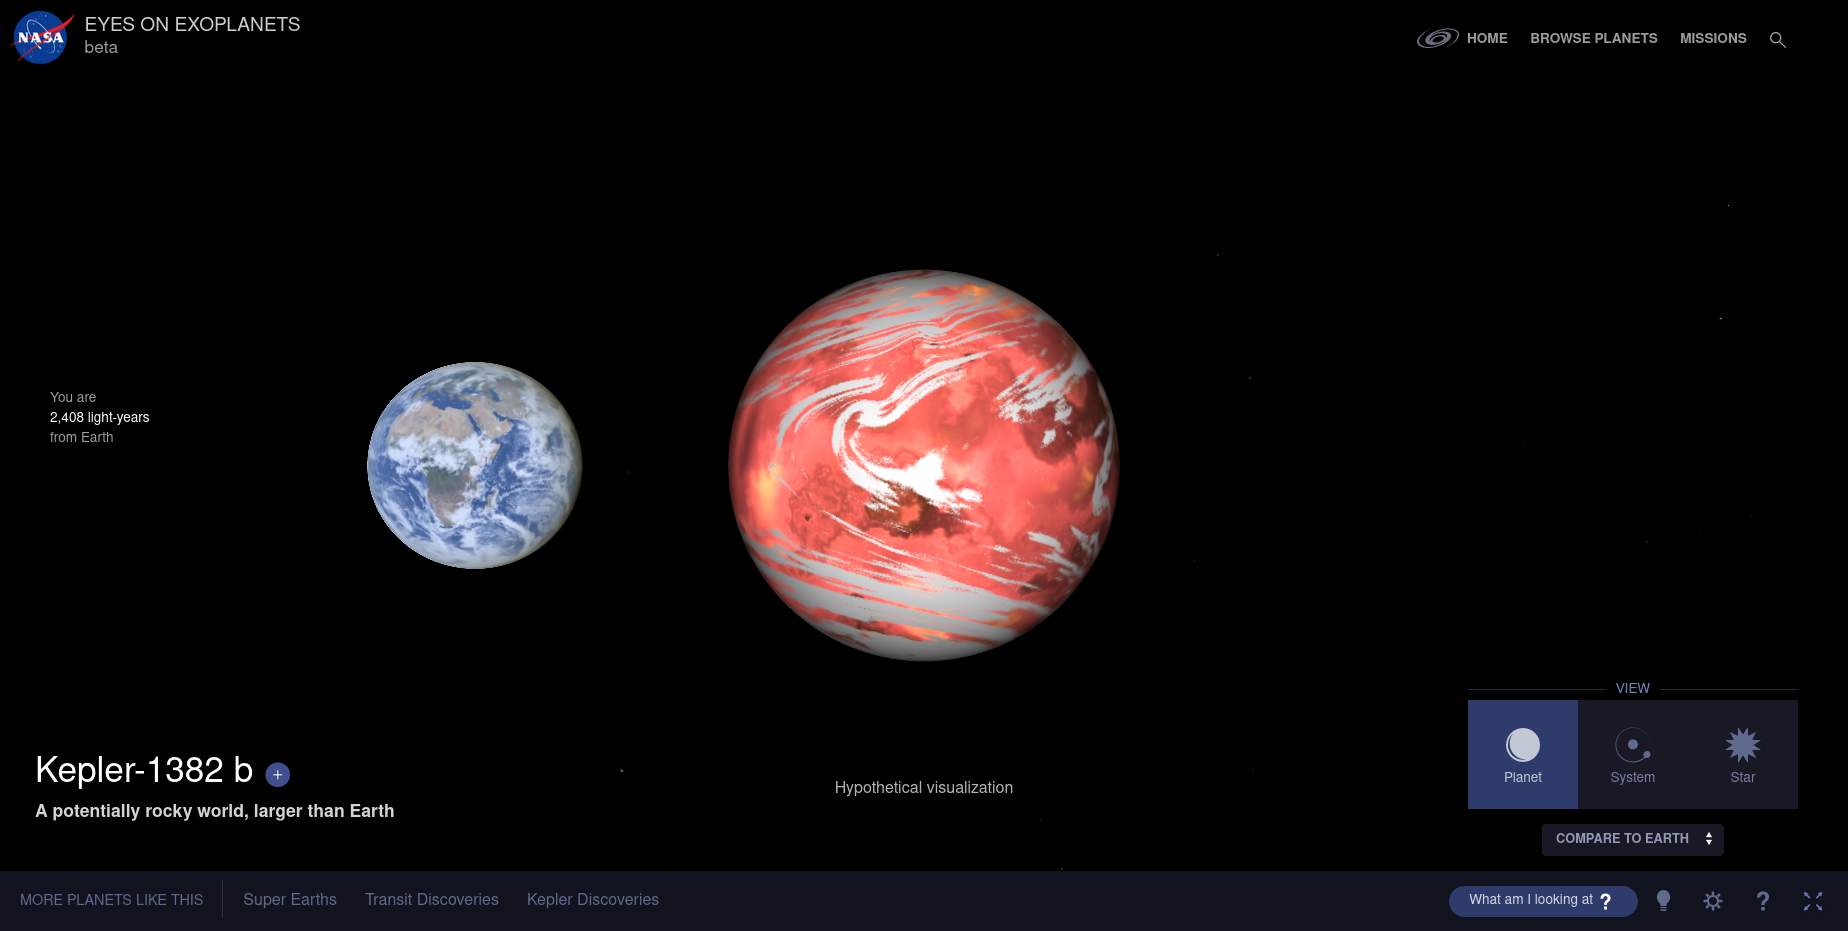 NASA
EYES ON EXOPLANETS
beta
HOME
BROWSE PLANETS
MISSIONS
You are
2,408 light-years
from Earth
Kepler-1382 b
+
A potentially rocky world, larger than Earth
Hypothetical visualization
VIEW
Planet
System
Star
COMPARE TO EARTH
MORE PLANETS LIKE THIS
Super Earths
Transit Discoveries
Kepler Discoveries
What am I looking at ?
?